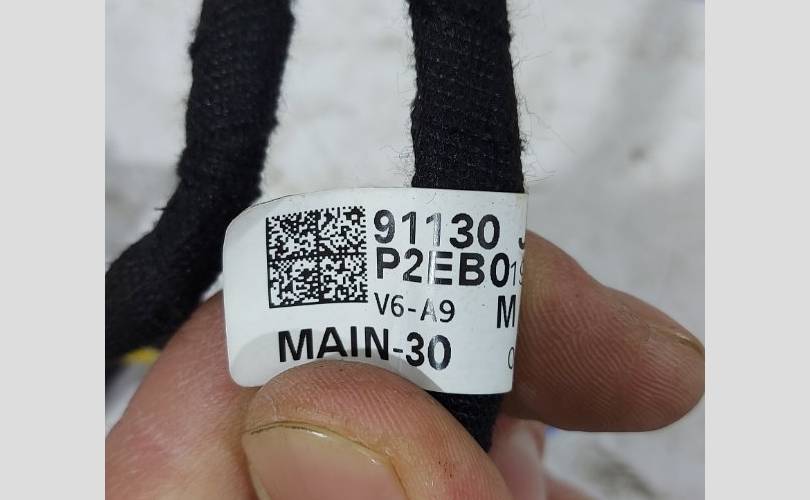 91130 J
P2EB0
V6-A9 M
MAIN-30